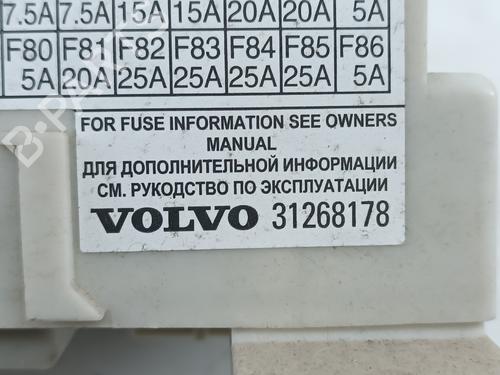 7.5A 7.5A 15A 15A 20A 20A 5A
F80 F81 F82 F83 F84 F85 F86
5A 20A 25A 25A 25A 25A 5A
FOR FUSE INFORMATION SEE OWNERS
MANUAL
ДЛЯ ДОПОЛНИТЕЛЬНОЙ ИНФОРМАЦИИ
СМ. РУКОДСТВО ПО ЭКСПЛУАТАЦИИ
VOLVO 31268178
B-PARTS